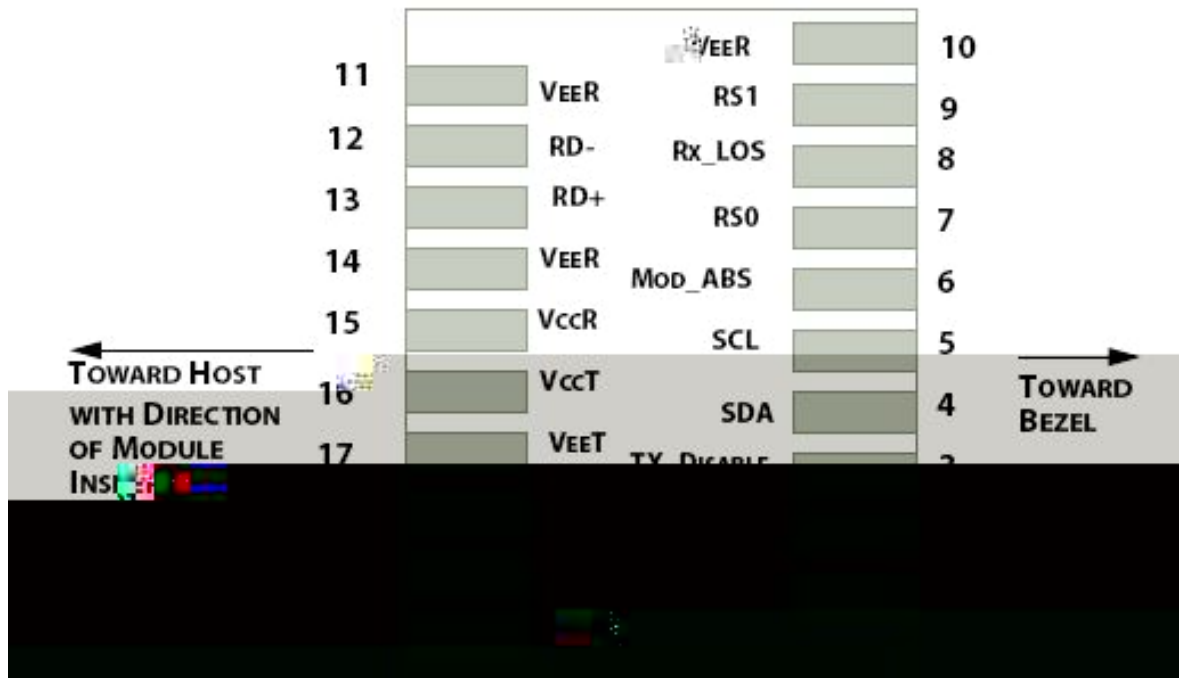 VEER 10
11 VEER
RS1 9
12 RD-
Rx_LOS 8
13 RD+
RS0 7
14 VEER
MOD_ABS 6
15 VCCR
SCL 5
TOWARD HOST
WITH DIRECTION
OF MODULE
16 VCCT
SDA 4
TOWARD
BEZEL
17 VEET
TX_DISABLE